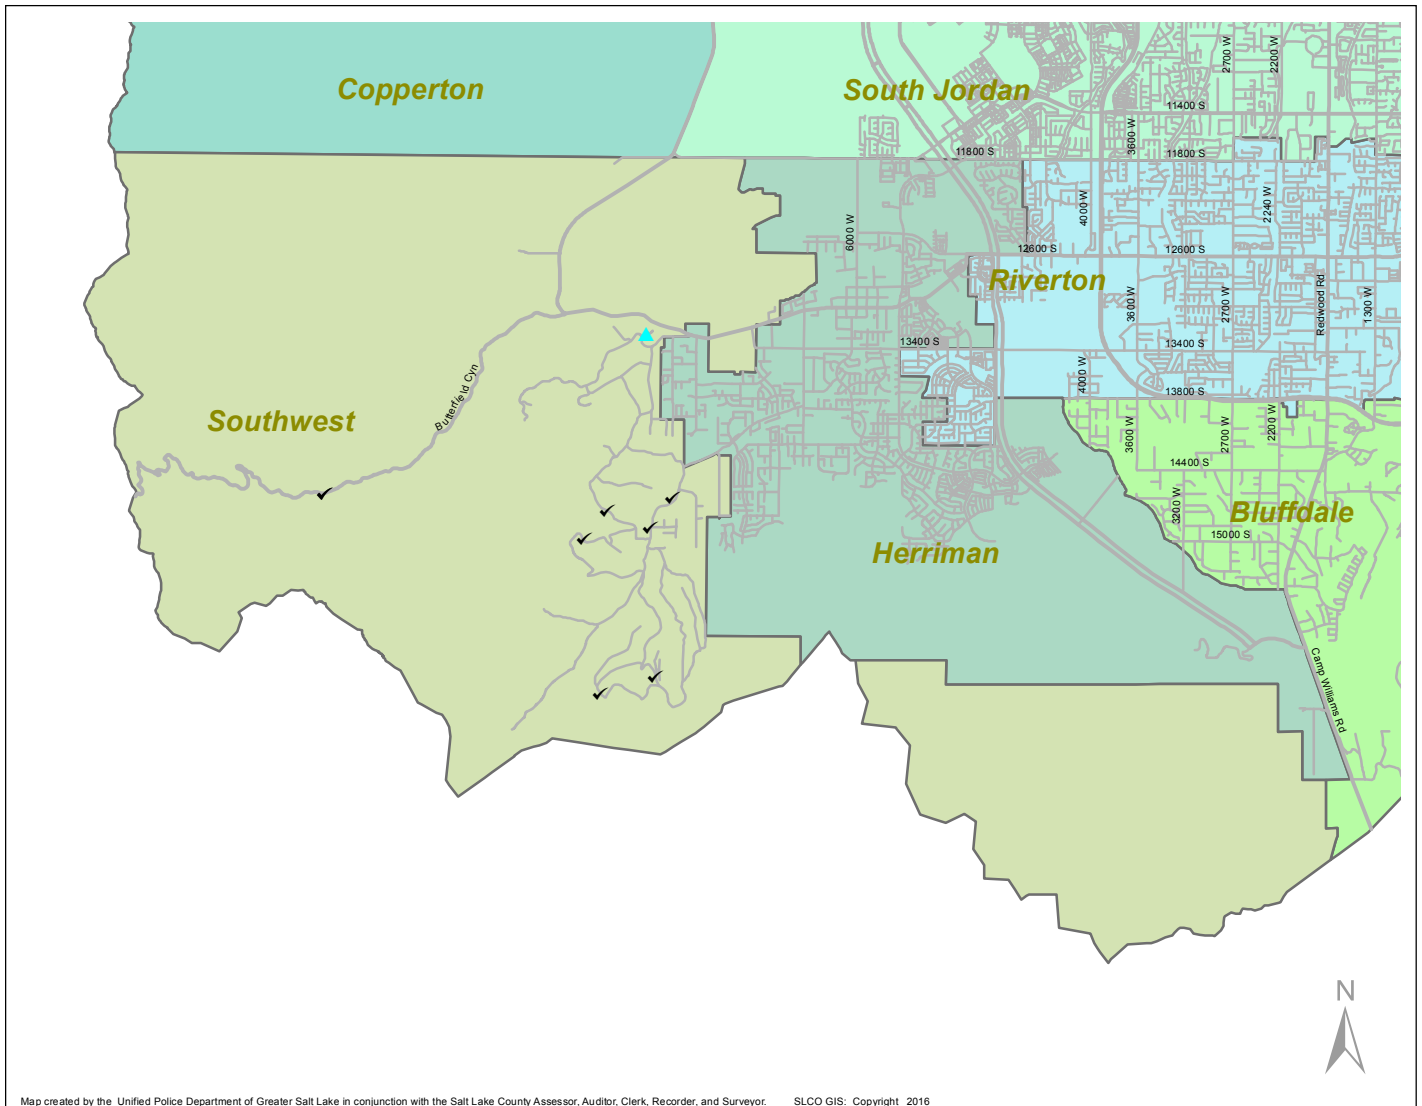 Copperton
South Jordan
2700 W
2200 W
11400 S
3600 W
11800 S
11800 S
4000 W
2240 W
6000 W
12600 S
12600 S
Riverton
Redwood Rd
3600 W
2700 W
1300 W
13400 S
13400 S
4000 W
13800 S
Butterfield Cyn
Southwest
3600 W
2700 W
2200 W
14400 S
3200 W
Bluffdale
15000 S
Herriman
Camp Williams Rd
N
Map created by the Unified Police Department of Greater Salt Lake in conjunction with the Salt Lake County Assessor, Auditor, Clerk, Recorder, and Surveyor. SLCO GIS: Copyright 2016